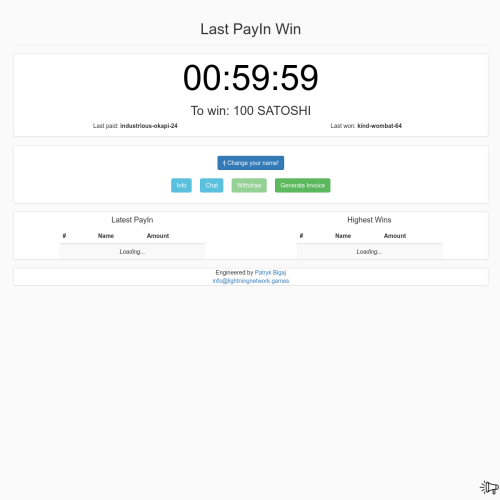 Last PayIn Win
00:59:59
To win: 100 SATOSHI
Last paid: industrious-okapi-24
Last won: kind-wombat-64
Change your name!
Info
Chat
Withdraw
Generate Invoice
Latest PayIn
# Name Amount
Loading...
Highest Wins
# Name Amount
Loading...
Engineered by Patryk Bigaj
info@lightningnetwork.games